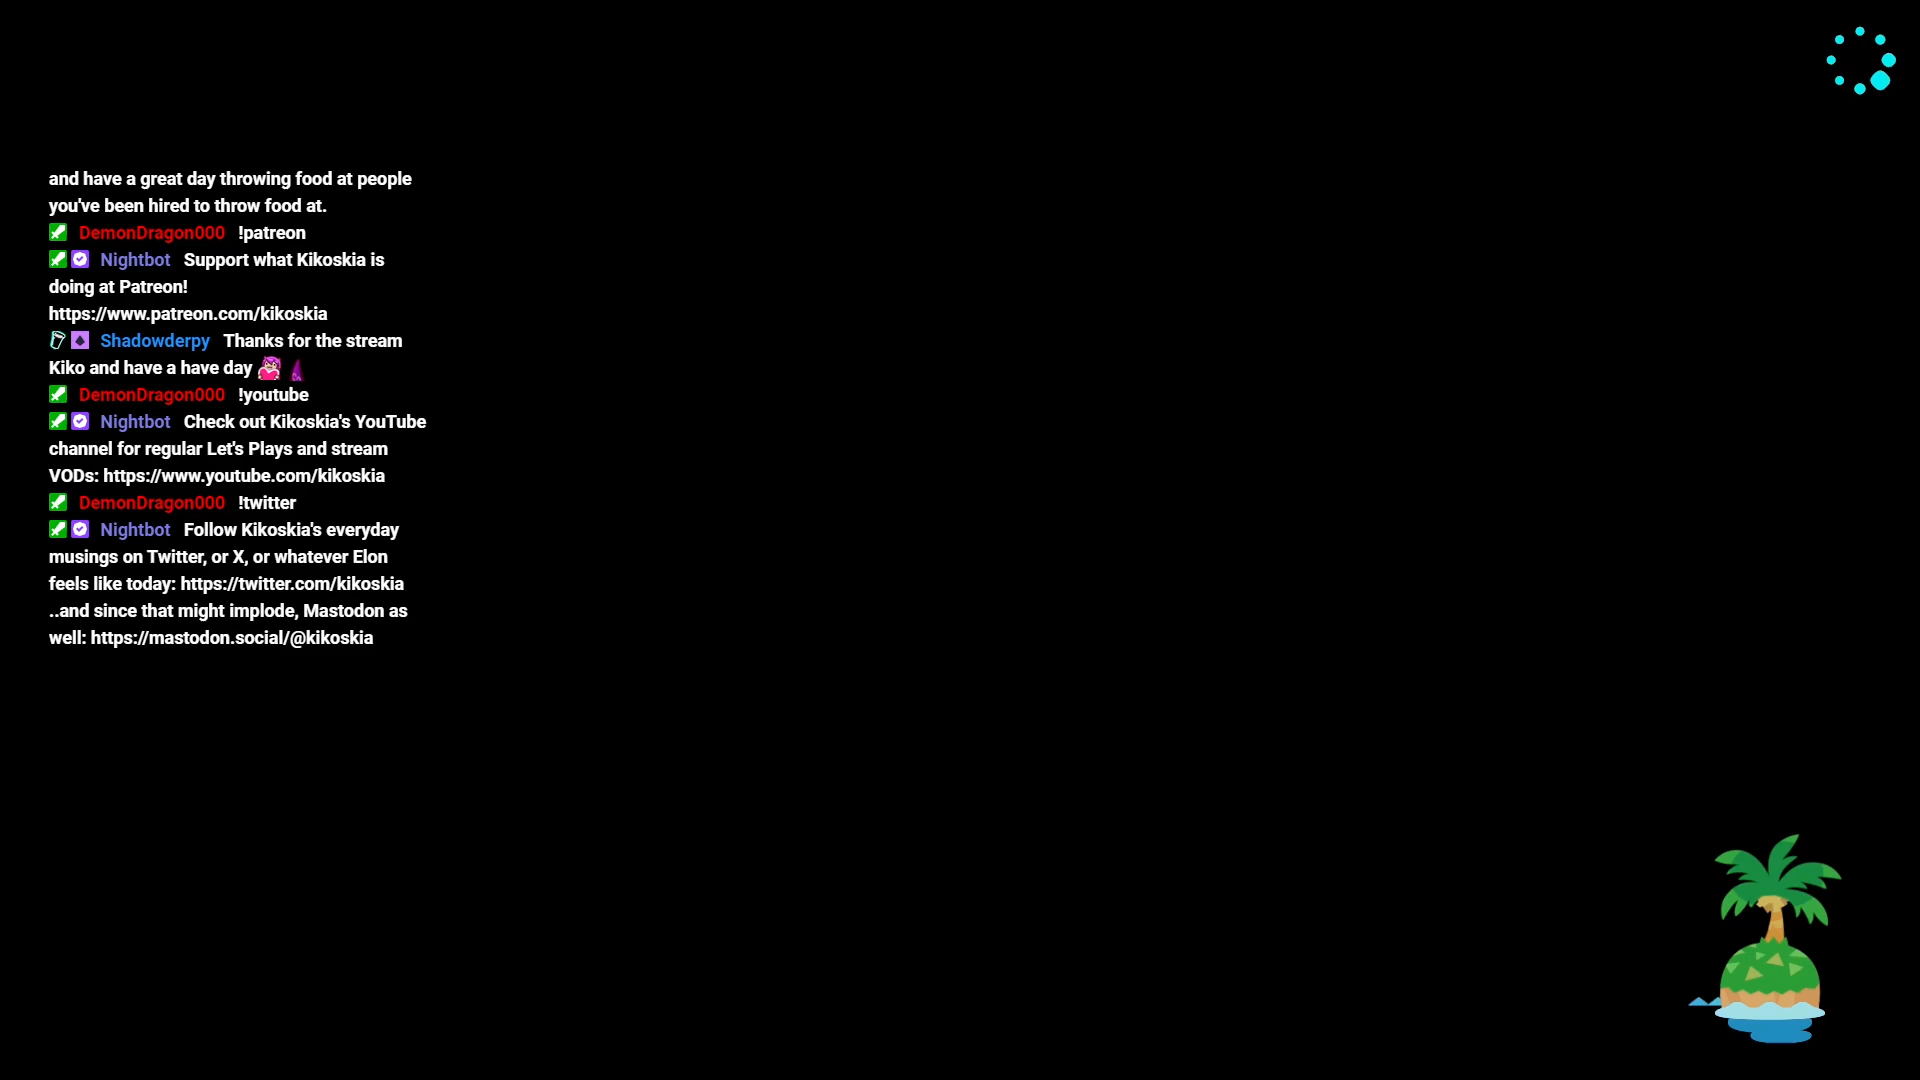 and have a great day throwing food at people
you've been hired to throw food at.
DemonDragon000 !patreon
Nightbot Support what Kikoskia is
doing at Patreon!
https://www.patreon.com/kikoskia
Shadowderpy Thanks for the stream
Kiko and have a have day
DemonDragon000 !youtube
Nightbot Check out Kikoskia's YouTube
channel for regular Let's Plays and stream
VODs: https://www.youtube.com/kikoskia
DemonDragon000 !twitter
Nightbot Follow Kikoskia's everyday
musings on Twitter, or X, or whatever Elon
feels like today: https://twitter.com/kikoskia
..and since that might implode, Mastodon as
well: https://mastodon.social/@kikoskia